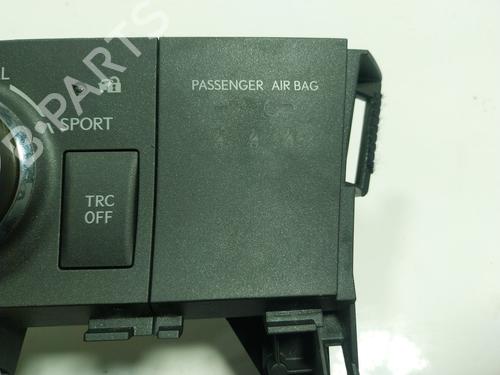 L
PASSENGER AIR BAG
SPORT
TRC
OFF
B-PARTS